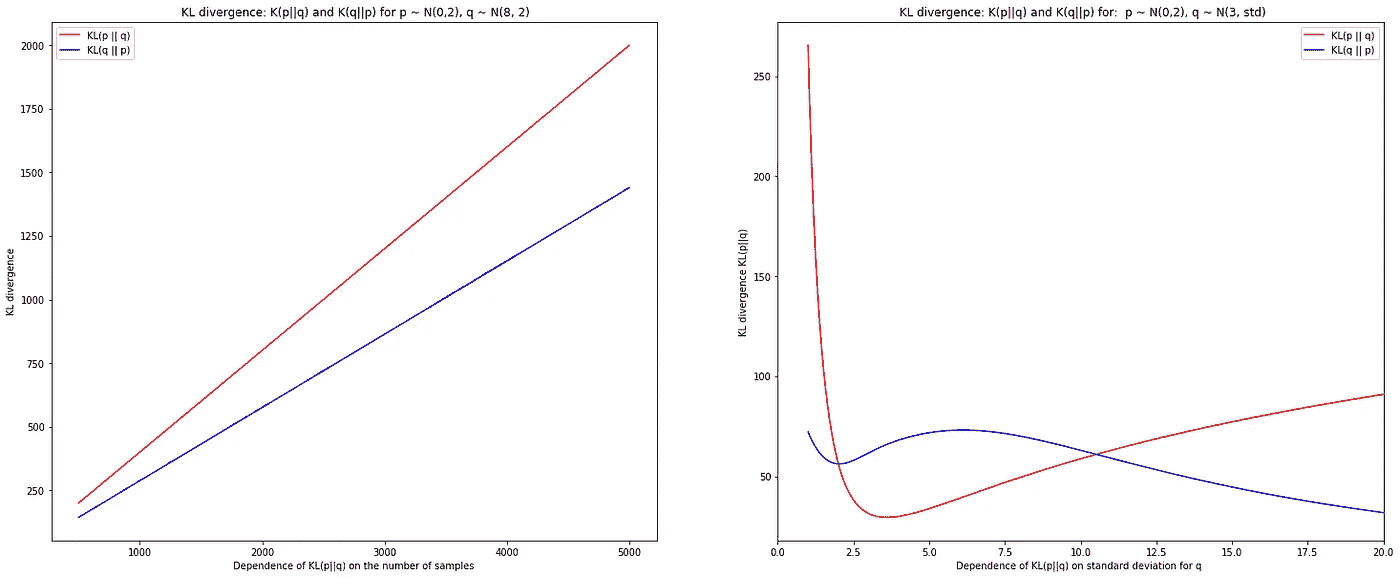 KL divergence: K(p||q) and K(q||p) for p ~ N(0,2), q ~ N(8, 2)
KL(p || q)
KL(q || p)
2000
1750
1500
1250
1000
750
500
250
KL divergence
1000
2000
3000
4000
5000
Dependence of KL(p||q) on the number of samples
KL divergence: K(p||q) and K(q||p) for:  p ~ N(0,2), q ~ N(3, std)
KL(p || q)
KL(q || p)
250
200
150
100
50
KL divergence KL(p||q)
0.0
2.5
5.0
7.5
10.0
12.5
15.0
17.5
20.0
Dependence of KL(p||q) on standard deviation for q